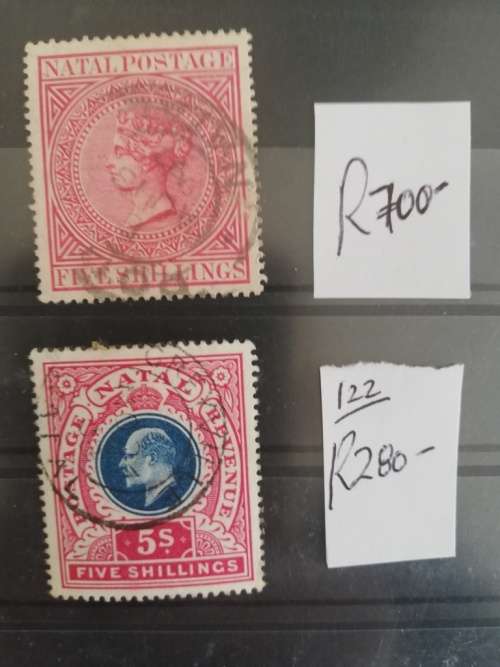 NATAL POSTAGE
FIVE SHILLINGS
R700-
POSTAGE NATAL REVENUE
5S
FIVE SHILLINGS
122
R280-